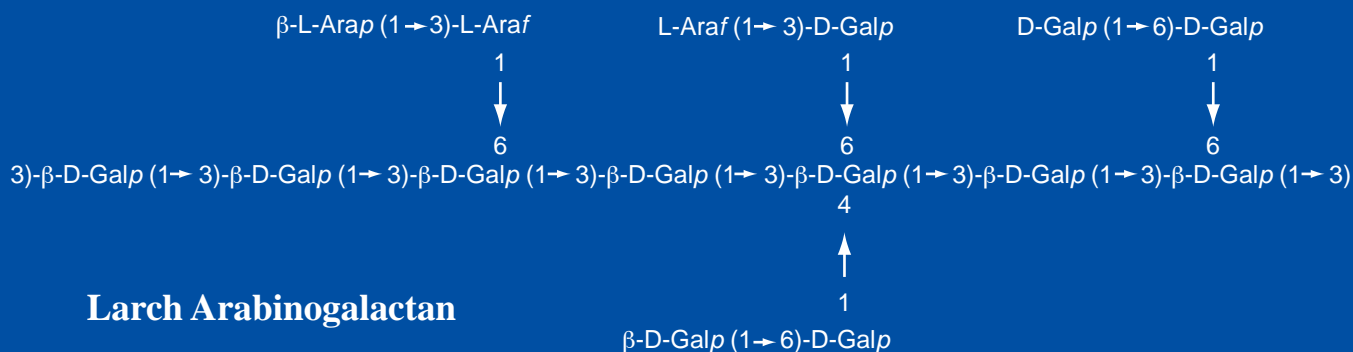 β-L-Arap (1→3)-L-Araf L-Araf (1→ 3)-D-Galp D-Galp (1→6)-D-Galp
1 1 1
6 6 6
3)-β-D-Galp (1→ 3)-β-D-Galp (1→ 3)-β-D-Galp (1→ 3)-β-D-Galp (1→ 3)-β-D-Galp (1→ 3)-β-D-Galp (1→ 3)-β-D-Galp (1→ 3)
4
1
Larch Arabinogalactan
β-D-Galp (1→6)-D-Galp